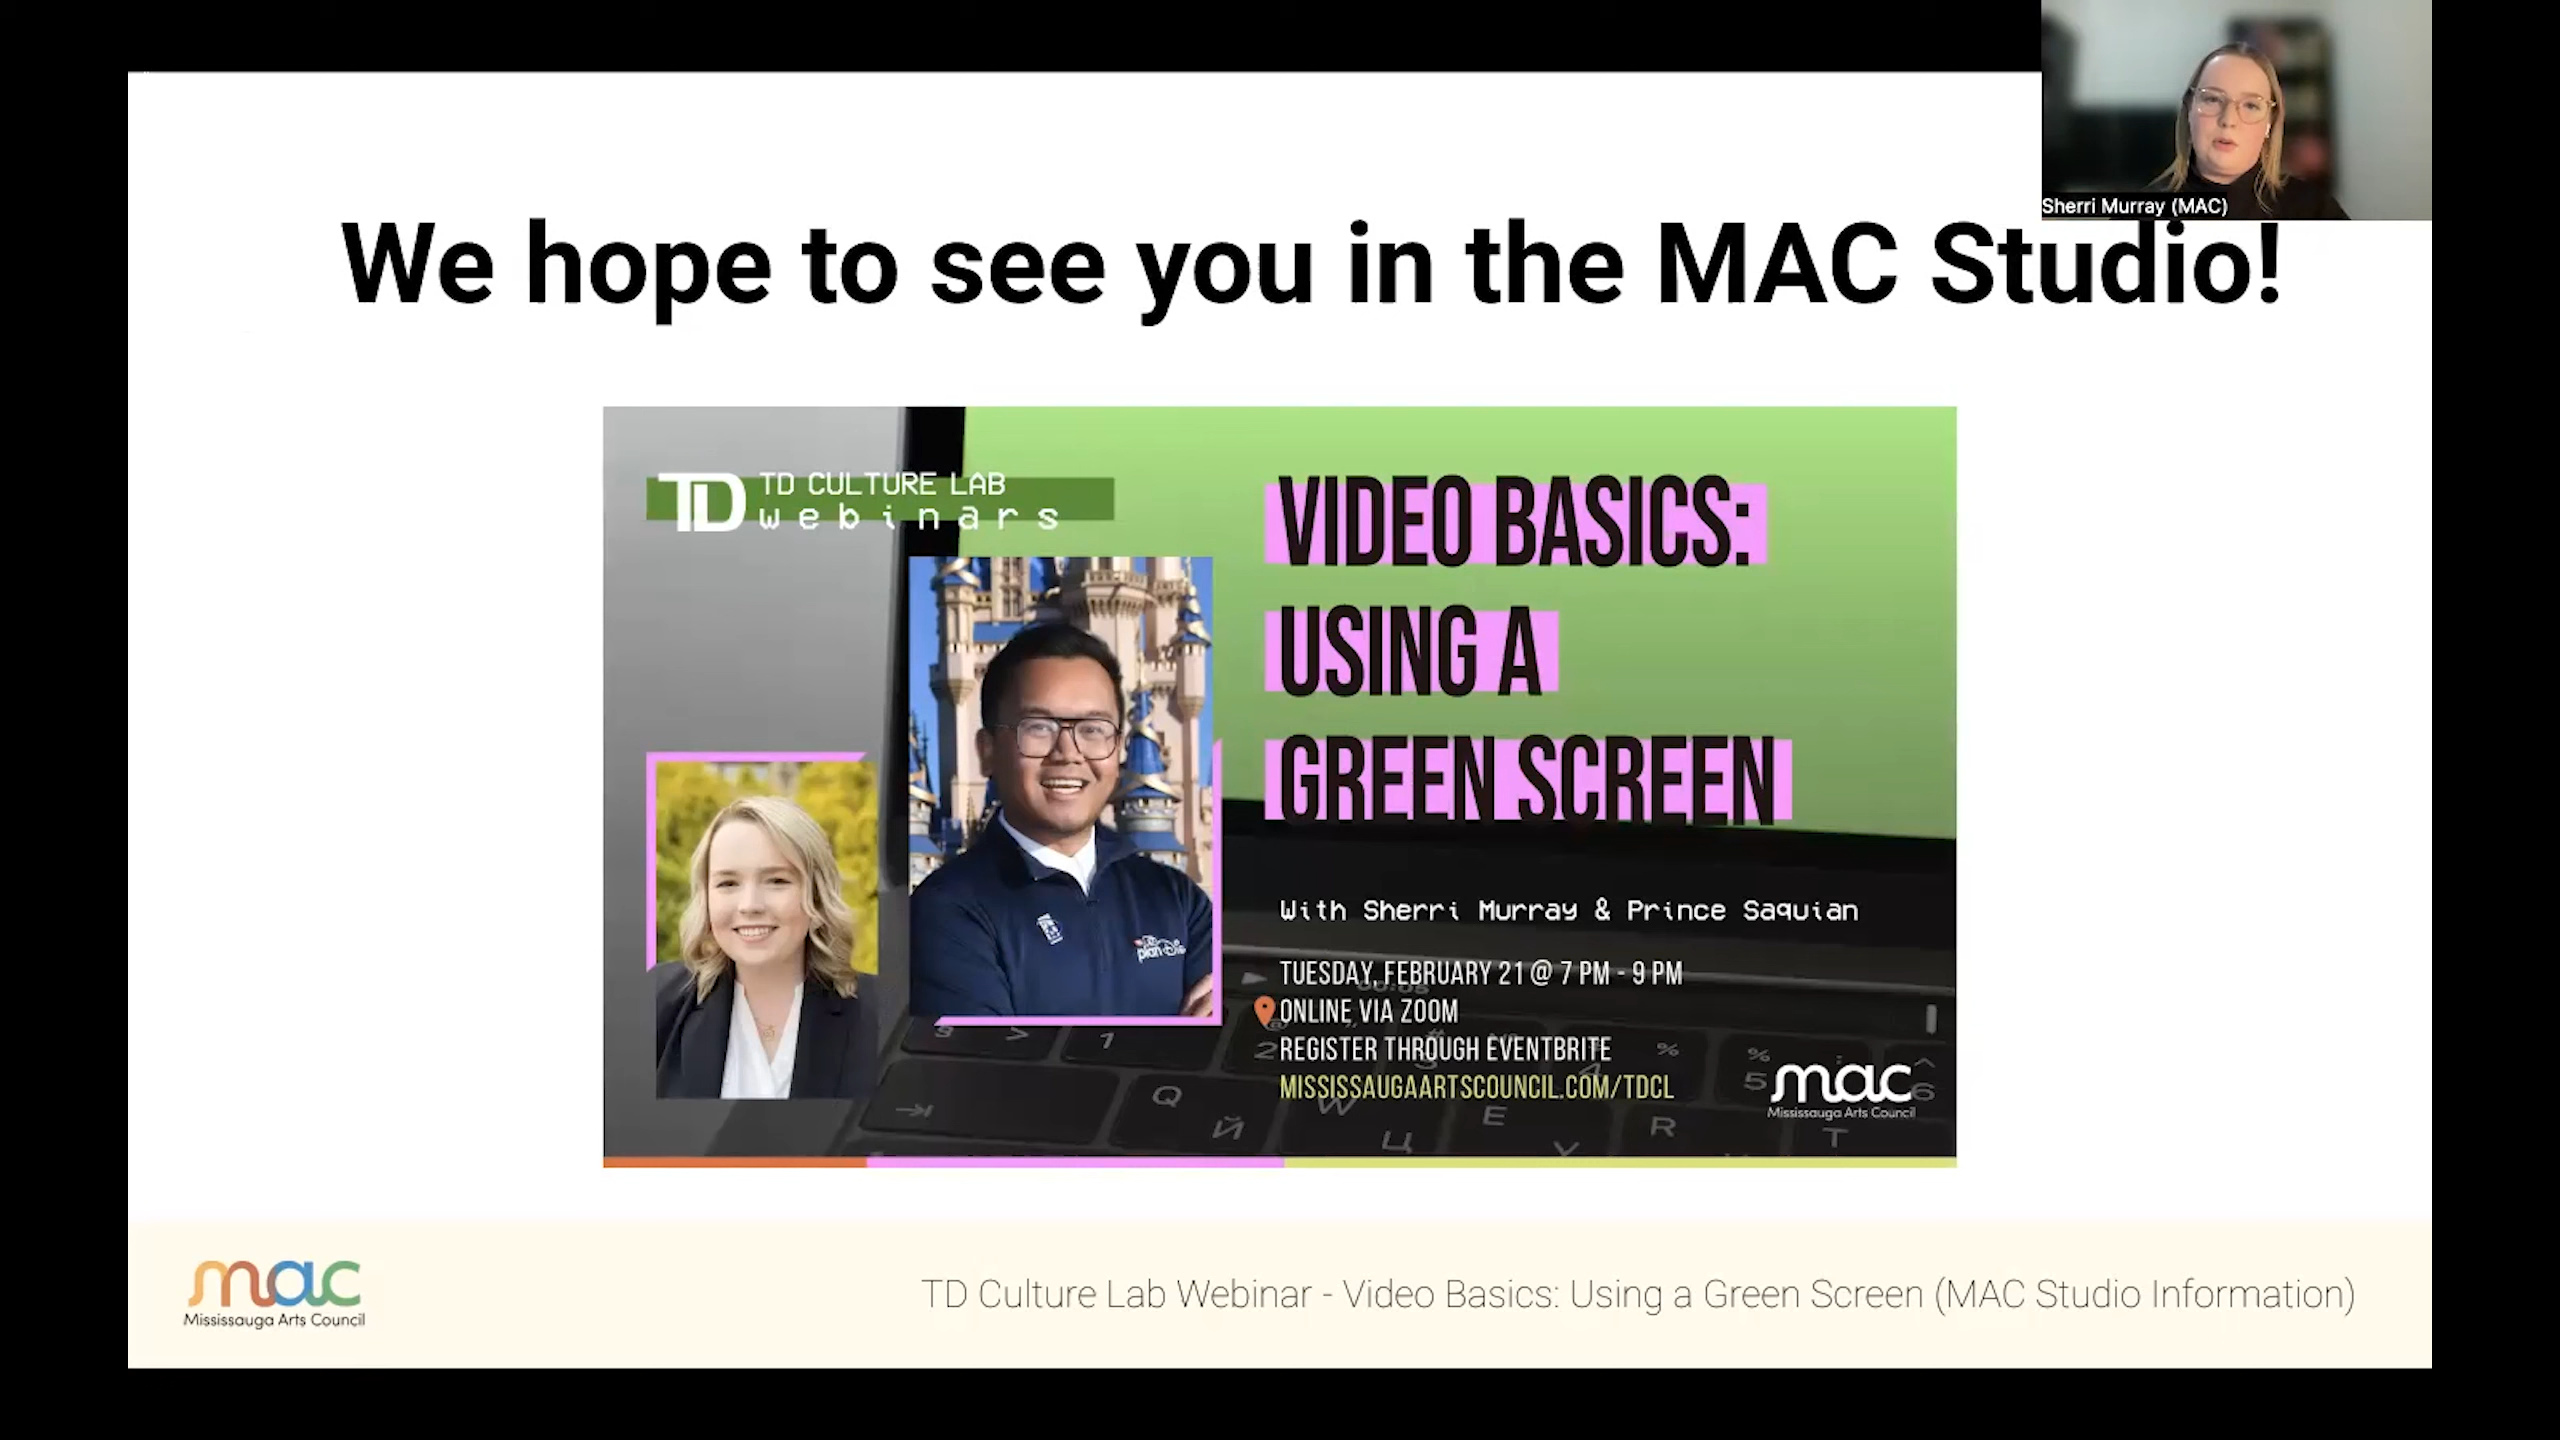 Sherri Murray (MAC)
We hope to see you in the MAC Studio!
TD TD CULTURE LAB
webinars
VIDEO BASICS:
USING A
GREEN SCREEN
With Sherri Murray & Prince Saquian
TUESDAY, FEBRUARY 21 @ 7 PM - 9 PM
ONLINE VIA ZOOM
REGISTER THROUGH EVENTBRITE
MISSISSAUGAARTSCOUNCIL.COM/TDCL
mac
Mississauga Arts Council
mac
Mississauga Arts Council
TD Culture Lab Webinar - Video Basics: Using a Green Screen (MAC Studio Information)